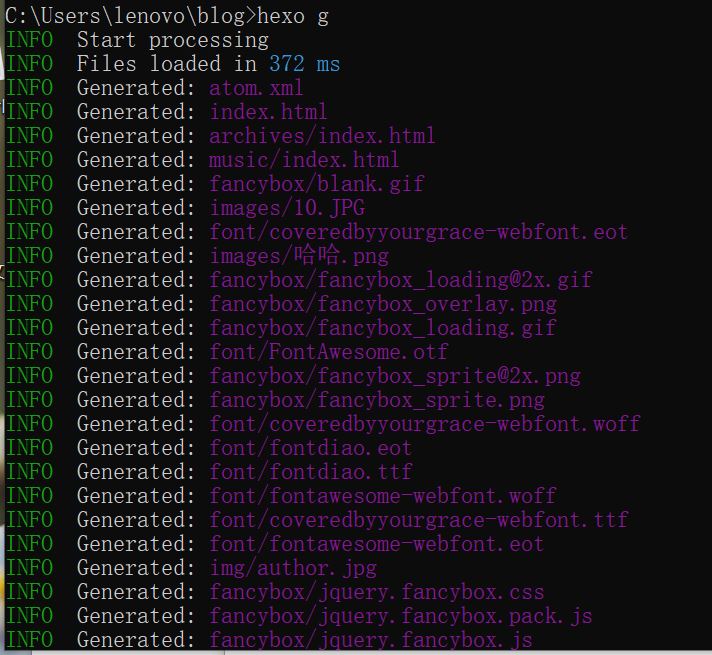 C:\Users\lenovo\blog>hexo g
INFO  Start processing
INFO  Files loaded in 372 ms
INFO  Generated: atom.xml
INFO  Generated: index.html
INFO  Generated: archives/index.html
INFO  Generated: music/index.html
INFO  Generated: fancybox/blank.gif
INFO  Generated: images/10.JPG
INFO  Generated: font/coveredbyyourgrace-webfont.eot
INFO  Generated: images/哈哈.png
INFO  Generated: fancybox/fancybox_loading@2x.gif
INFO  Generated: fancybox/fancybox_overlay.png
INFO  Generated: fancybox/fancybox_loading.gif
INFO  Generated: font/FontAwesome.otf
INFO  Generated: fancybox/fancybox_sprite@2x.png
INFO  Generated: fancybox/fancybox_sprite.png
INFO  Generated: font/coveredbyyourgrace-webfont.woff
INFO  Generated: font/fontdiao.eot
INFO  Generated: font/fontdiao.ttf
INFO  Generated: font/fontawesome-webfont.woff
INFO  Generated: font/coveredbyyourgrace-webfont.ttf
INFO  Generated: font/fontawesome-webfont.eot
INFO  Generated: img/author.jpg
INFO  Generated: fancybox/jquery.fancybox.css
INFO  Generated: fancybox/jquery.fancybox.pack.js
INFO  Generated: fancybox/jquery.fancybox.js